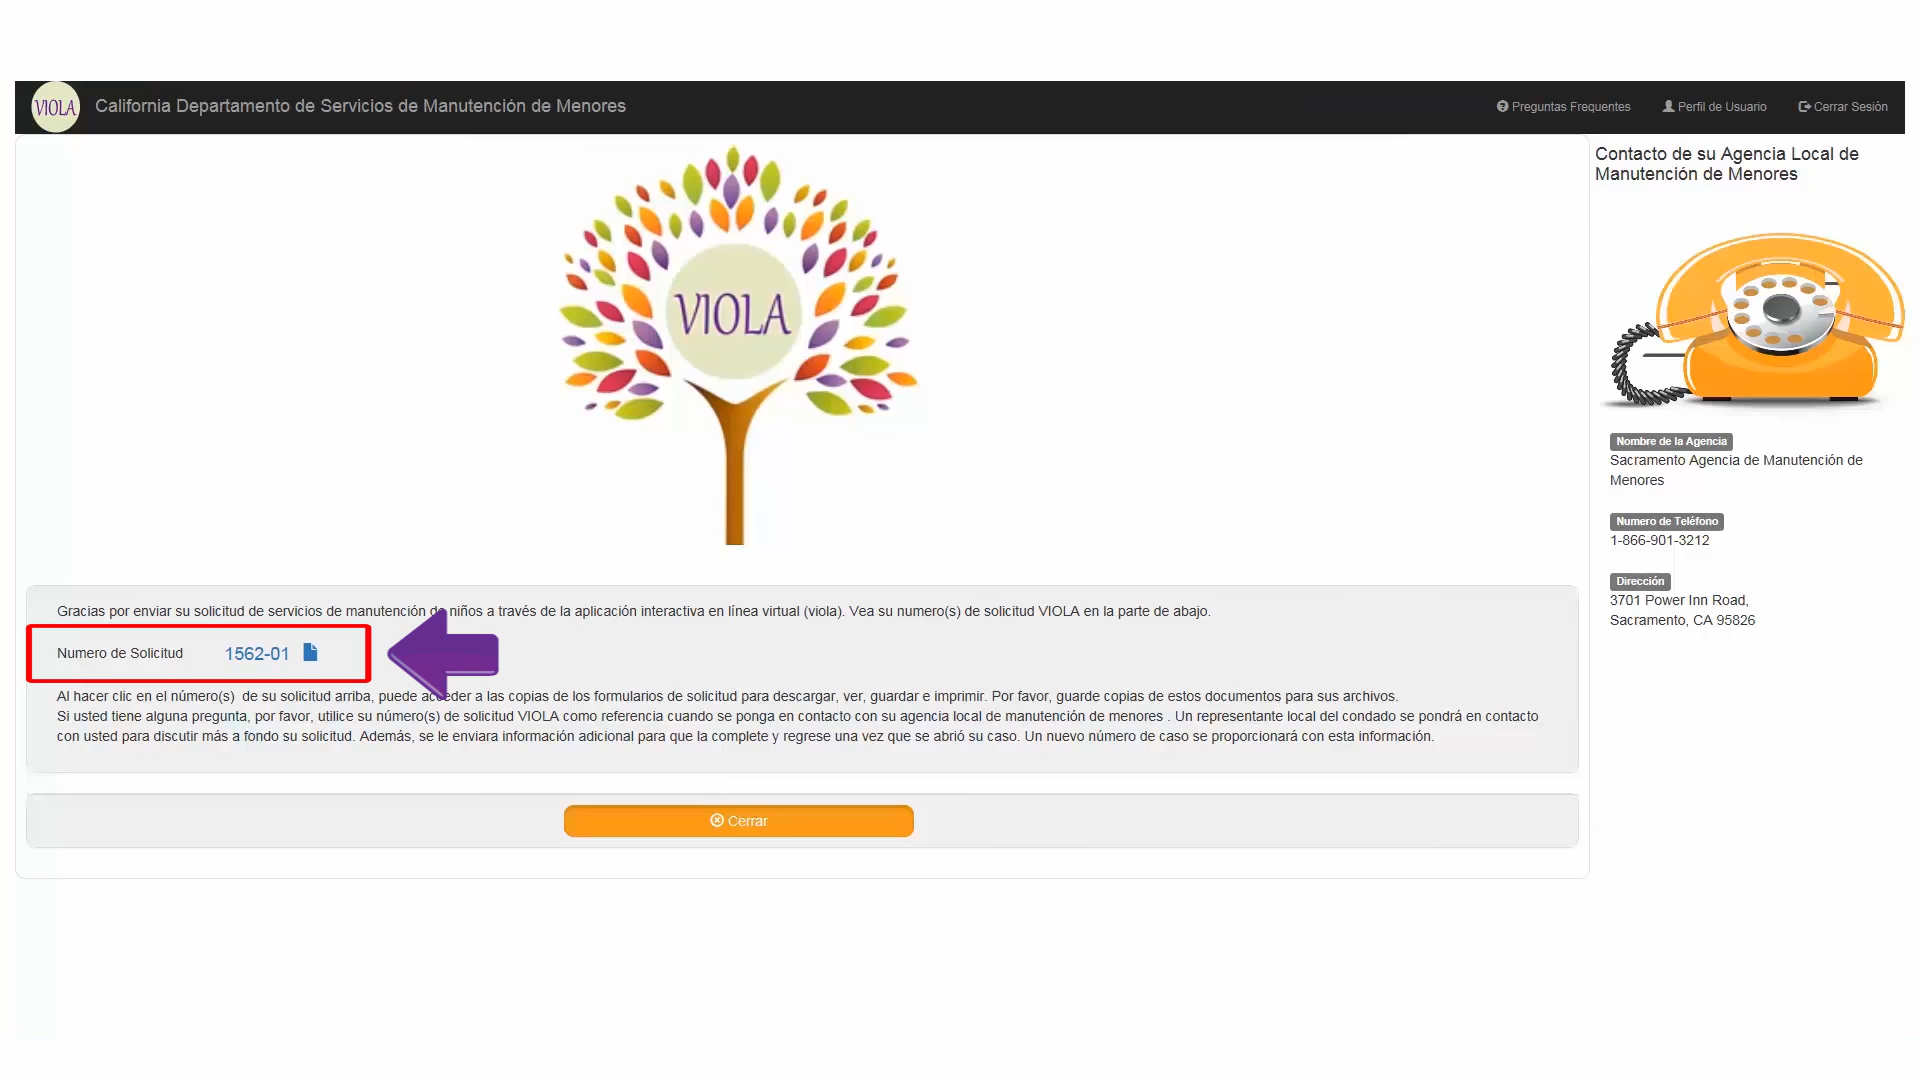 VIOLA
California Departamento de Servicios de Manutención de Menores
Preguntas Frequentes
Perfil de Usuario
Cerrar Sesión
VIOLA
Contacto de su Agencia Local de
Manutención de Menores
Nombre de la Agencia
Sacramento Agencia de Manutención de
Menores
Numero de Teléfono
1-866-901-3212
Dirección
3701 Power Inn Road,
Sacramento, CA 95826
Gracias por enviar su solicitud de servicios de manutención de niños a través de la aplicación interactiva en línea virtual (viola). Vea su numero(s) de solicitud VIOLA en la parte de abajo.
Numero de Solicitud 1562-01
Al hacer clic en el número(s) de su solicitud arriba, puede acceder a las copias de los formularios de solicitud para descargar, ver, guardar e imprimir. Por favor, guarde copias de estos documentos para sus archivos.
Si usted tiene alguna pregunta, por favor, utilice su número(s) de solicitud VIOLA como referencia cuando se ponga en contacto con su agencia local de manutención de menores . Un representante local del condado se pondrá en contacto
con usted para discutir más a fondo su solicitud. Además, se le enviara información adicional para que la complete y regrese una vez que se abrió su caso. Un nuevo número de caso se proporcionará con esta información.
Cerrar